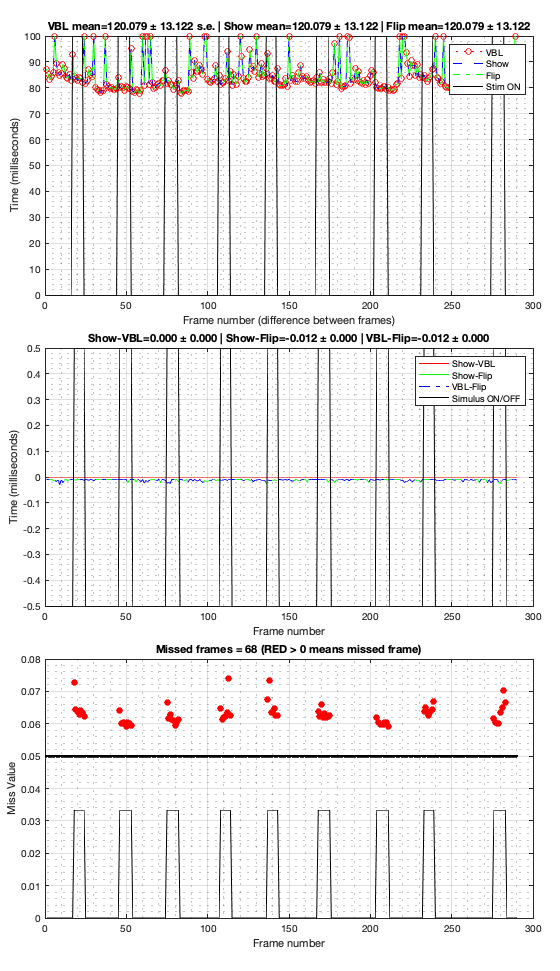 VBL mean=120.079 ± 13.122 s.e. | Show mean=120.079 ± 13.122 | Flip mean=120.079 ± 13.122
100
90
80
70
60
50
40
30
20
10
0
Time (milliseconds)
VBL
Show
Flip
Stim ON
0 50 100 150 200 250 300
Frame number (difference between frames)
Show-VBL=0.000 ± 0.000 | Show-Flip=-0.012 ± 0.000 | VBL-Flip=-0.012 ± 0.000
0.5
0.4
0.3
0.2
0.1
0
-0.1
-0.2
-0.3
-0.4
-0.5
Time (milliseconds)
Show-VBL
Show-Flip
VBL-Flip
Simulus ON/OFF
0 50 100 150 200 250 300
Frame number
Missed frames = 68 (RED > 0 means missed frame)
0.08
0.07
0.06
0.05
0.04
0.03
0.02
0.01
0
Miss Value
0 50 100 150 200 250 300
Frame number